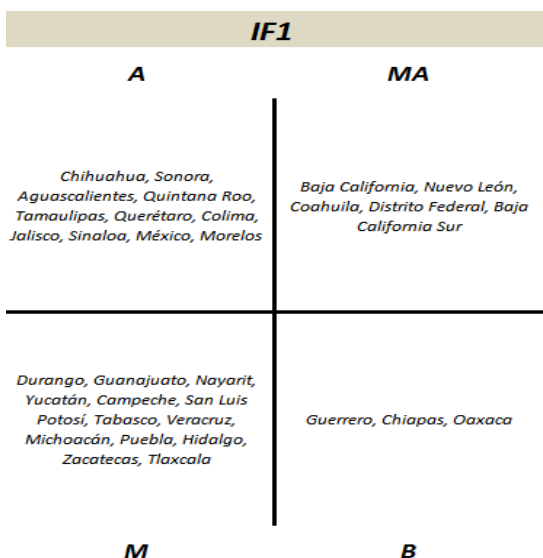 IF1
A
MA
Chihuahua, Sonora,
Aguascalientes, Quintana Roo,
Tamaulipas, Querétaro, Colima,
Jalisco, Sinaloa, México, Morelos
Baja California, Nuevo León,
Coahuila, Distrito Federal, Baja
California Sur
Durango, Guanajuato, Nayarit,
Yucatán, Campeche, San Luis
Potosí, Tabasco, Veracruz,
Michoacán, Puebla, Hidalgo,
Zacatecas, Tlaxcala
Guerrero, Chiapas, Oaxaca
M
B